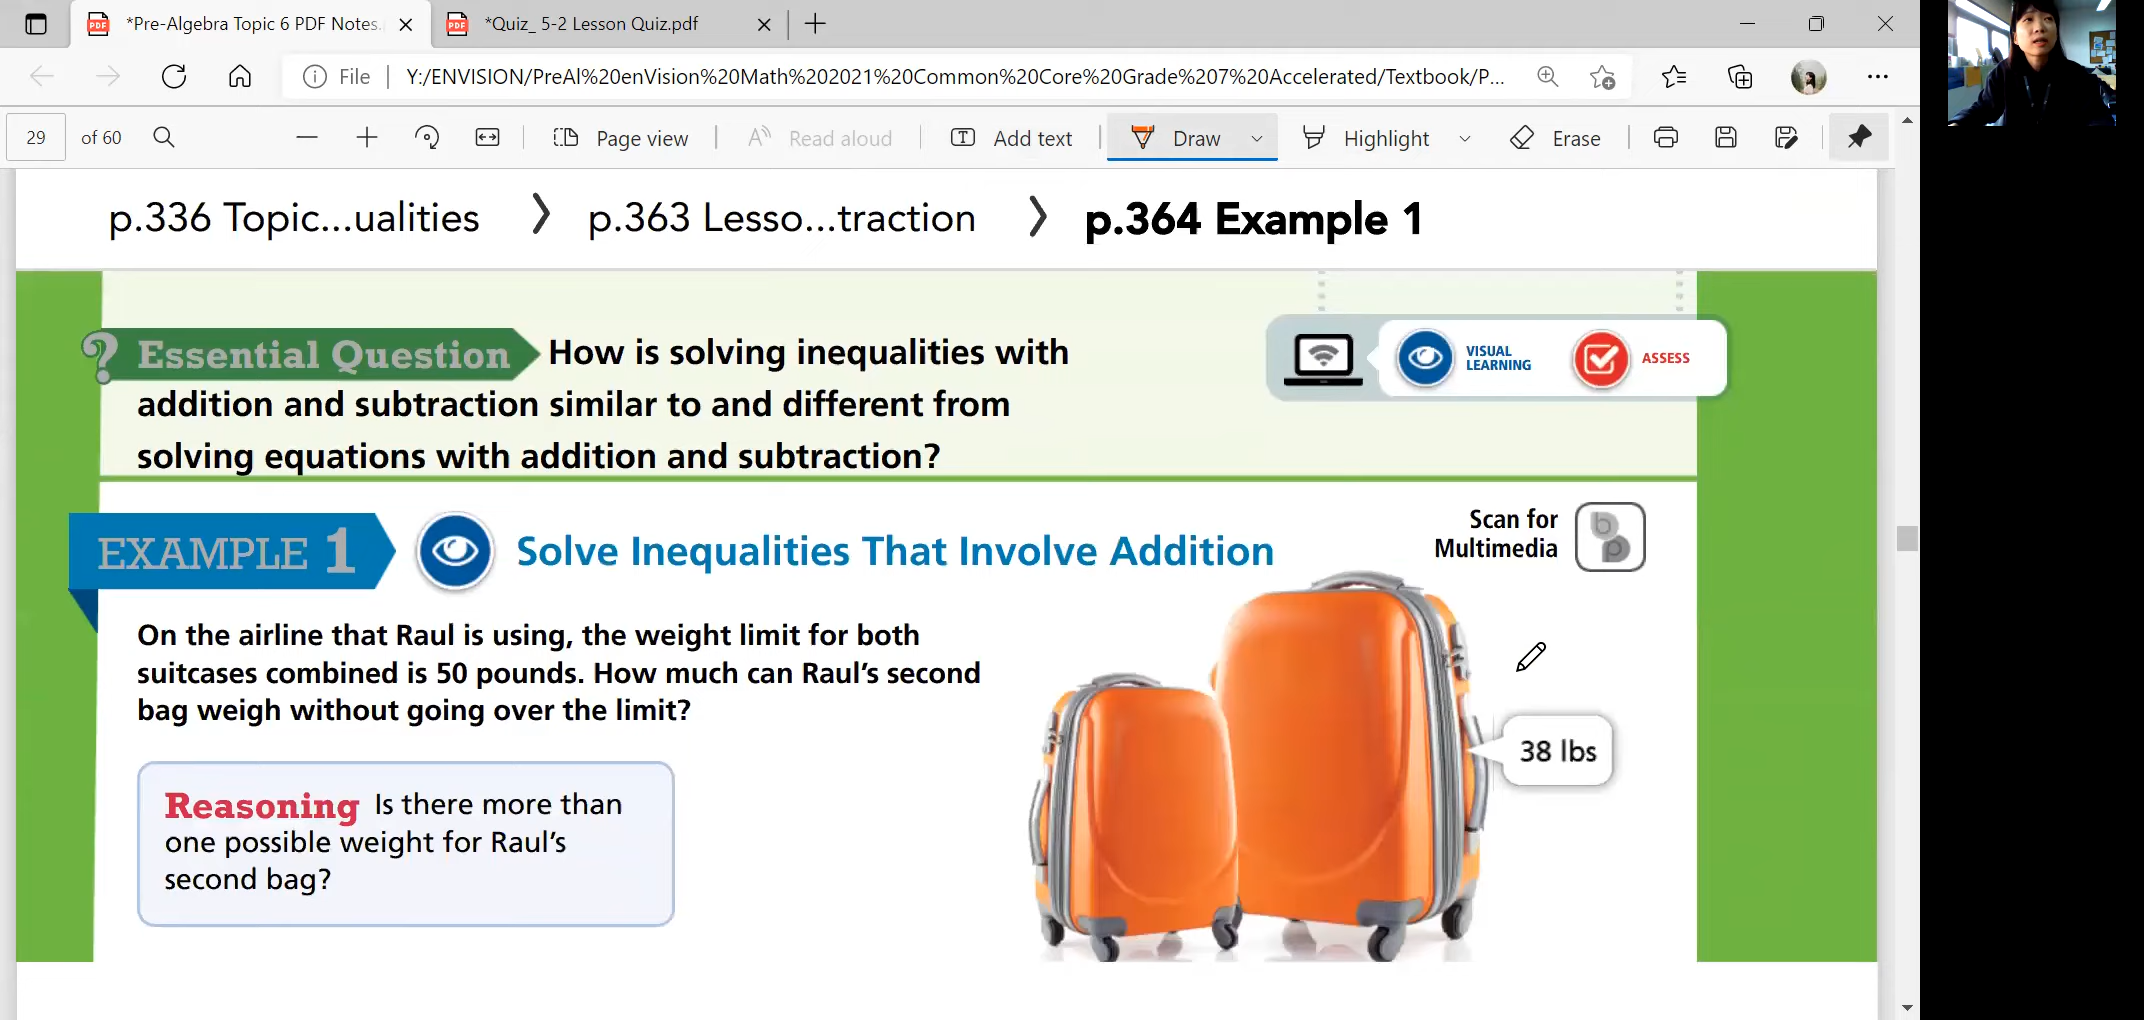 *Pre-Algebra Topic 6 PDF Notes.
*Quiz_ 5-2 Lesson Quiz.pdf
File
Y:/ENVISION/PreAl%20enVision%20Math%202021%20Common%20Core%20Grade%207%20Accelerated/Textbook/P...
29 of 60
Page view
Read aloud
Add text
Draw
Highlight
Erase
p.336 Topic...ualities > p.363 Lesso...traction > p.364 Example 1
? Essential Question How is solving inequalities with
addition and subtraction similar to and different from
solving equations with addition and subtraction?
VISUAL
LEARNING
ASSESS
EXAMPLE 1
Solve Inequalities That Involve Addition
Scan for
Multimedia
On the airline that Raul is using, the weight limit for both
suitcases combined is 50 pounds. How much can Raul's second
bag weigh without going over the limit?
38 lbs
Reasoning Is there more than
one possible weight for Raul's
second bag?